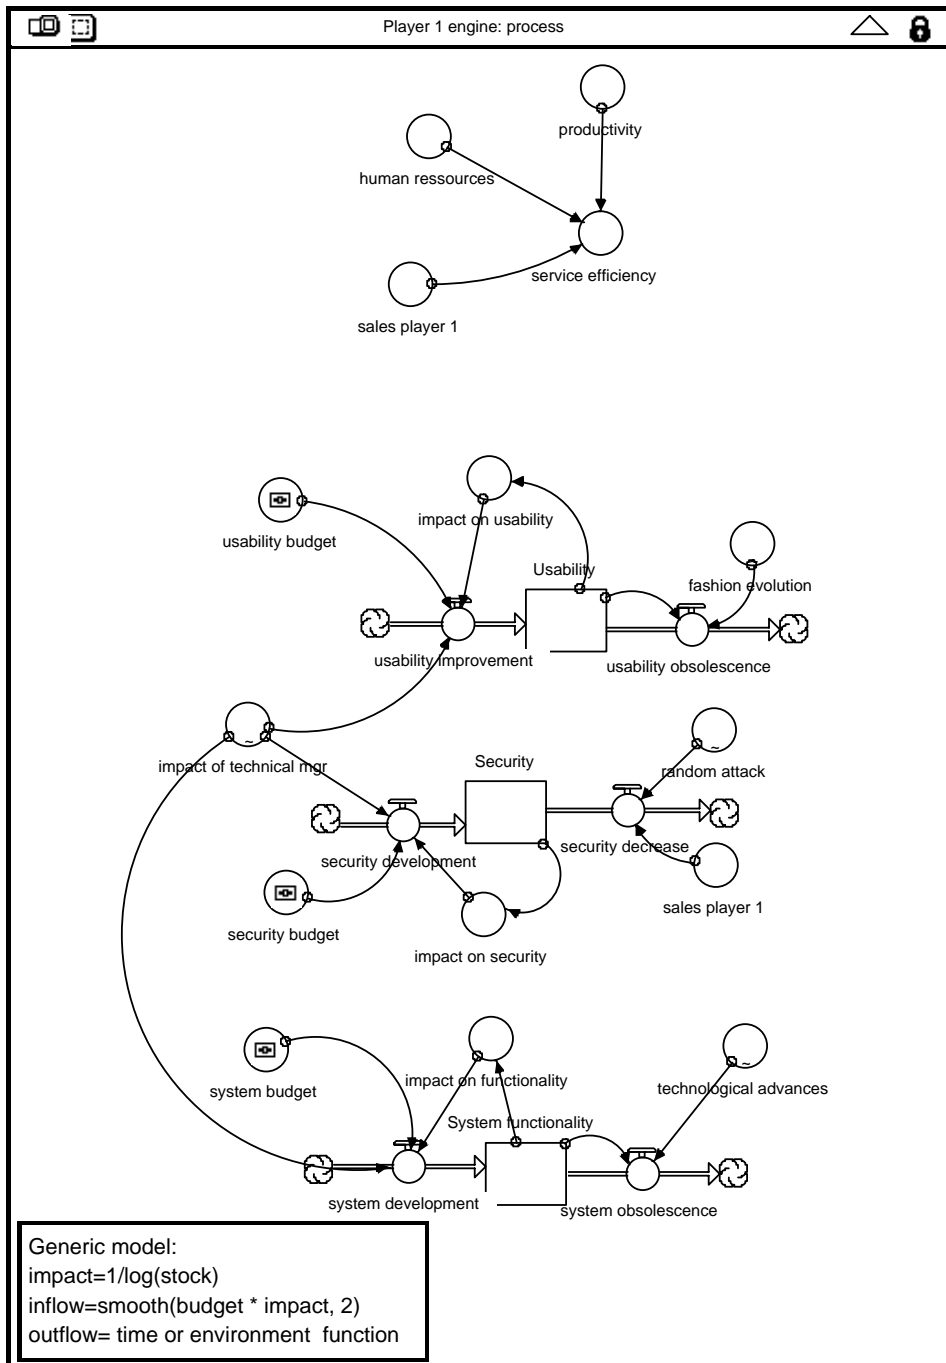 Player 1 engine: process
productivity
human ressources
service efficiency
sales player 1
impact on usability
usability budget
Usability
fashion evolution
usability improvement
usability obsolescence
~
impact of technical mgr
Security
~
random attack
security development
security decrease
security budget
sales player 1
impact on security
~
system budget
impact on functionality
technological advances
System functionality
system development
system obsolescence
Generic model:
impact=1/log(stock)
inflow=smooth(budget * impact, 2)
outflow= time or environment function